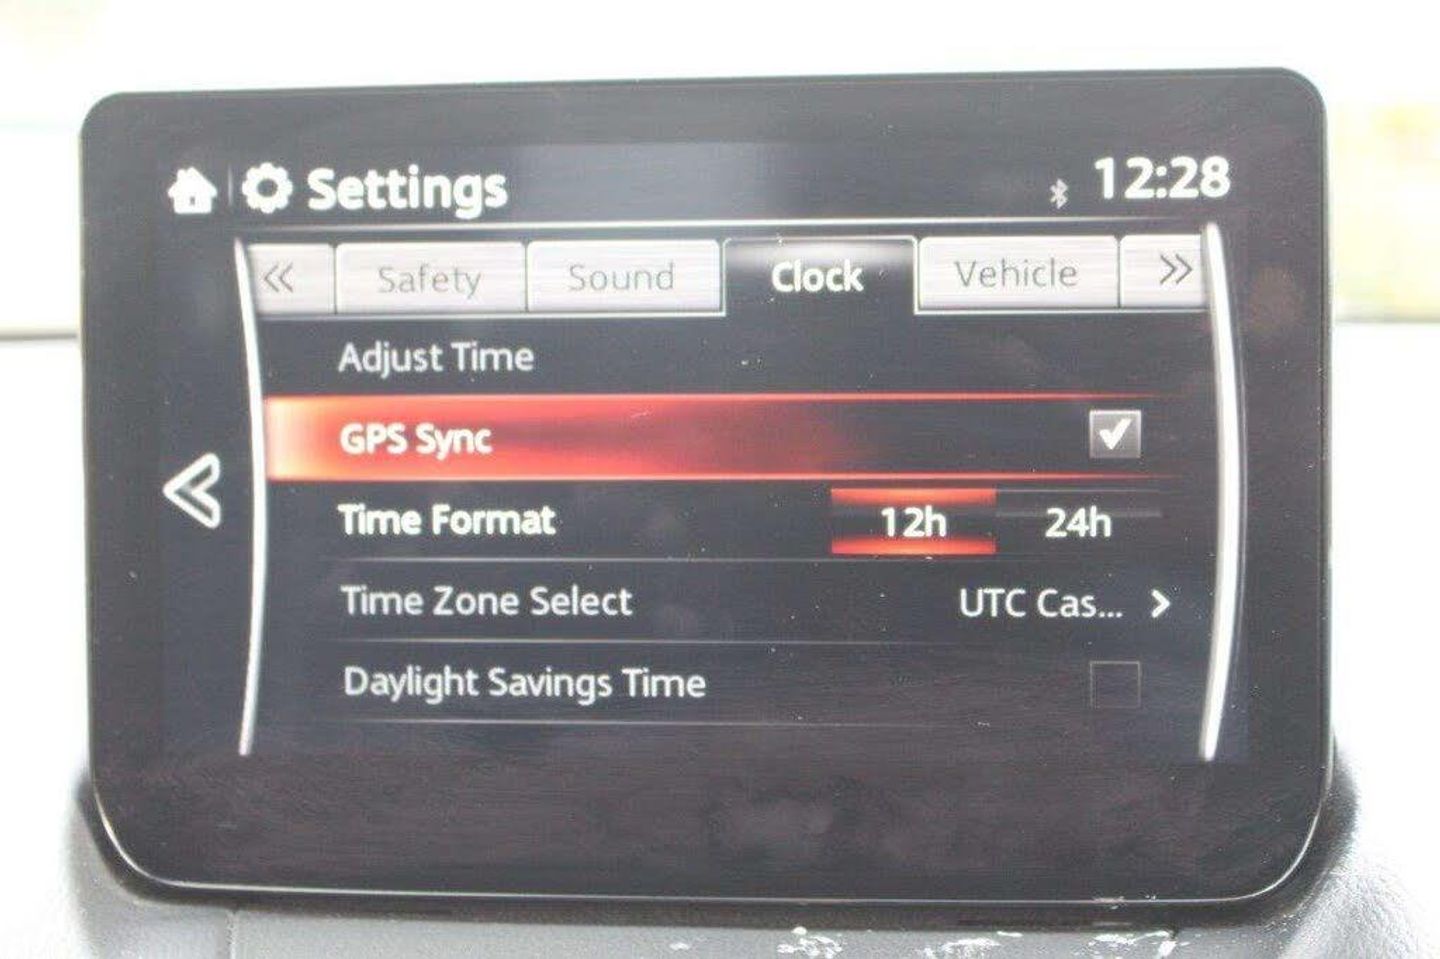 Settings 12:28
« Safety Sound Clock Vehicle »
Adjust Time
GPS Sync
Time Format 12h 24h
Time Zone Select UTC Cas... >
Daylight Savings Time